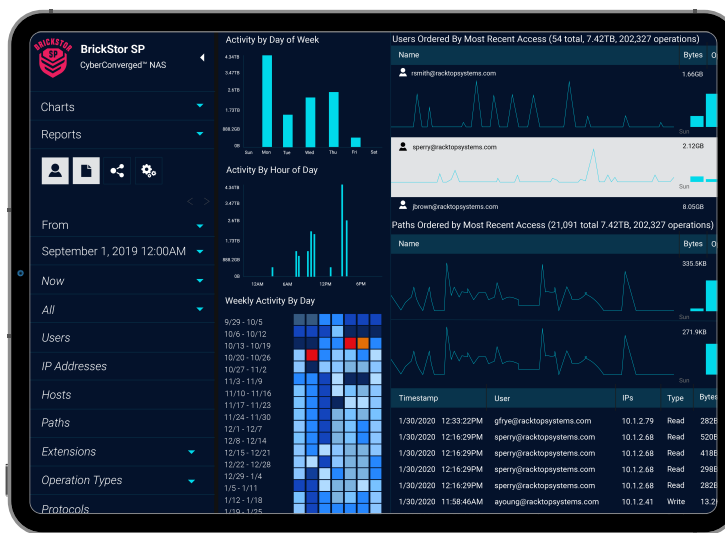 BRICKSTOR
SP
BrickStor SP
CyberConverged™ NAS
Charts
Reports
From
September 1, 2019 12:00AM
Now
All
Users
IP Addresses
Hosts
Paths
Extensions
Operation Types
Protocols
Activity by Day of Week
4.34TB
3.47TB
2.6TB
1.73TB
888.2GB
0B
Sun Mon Tue Wed Thu Fri Sat
Activity By Hour of Day
4.34TB
3.47TB
2.6TB
1.73TB
888.2GB
0B
12AM 6AM 12PM 6PM
Weekly Activity By Day
9/29 - 10/5
10/6 - 10/12
10/13 - 10/19
10/20 - 10/26
10/27 - 11/2
11/3 - 11/9
11/10 - 11/16
11/17 - 11/23
11/24 - 11/30
12/1 - 12/7
12/8 - 12/14
12/15 - 12/21
12/22 - 12/28
12/29 - 1/4
1/5 - 1/11
1/12 - 1/18
1/19 - 1/25
Users Ordered By Most Recent Access (54 total, 7.42TB, 202,327 operations)
Name Bytes O
rsmith@racktopsystems.com 1.66GB
Sun
sperry@racktopsystems.com 2.12GB
Sun
jbrown@racktopsystems.com 8.05GB
Paths Ordered by Most Recent Access (21,091 total 7.42TB, 202,327 operations)
Name Bytes O
335.5KB
Sun
271.9KB
Sun
Timestamp User IPs Type Bytes
1/30/2020 12:33:22PM gfrye@racktopsystems.com 10.1.2.79 Read 282B
1/30/2020 12:16:29PM sperry@racktopsystems.com 10.1.2.68 Read 520B
1/30/2020 12:16:29PM sperry@racktopsystems.com 10.1.2.68 Read 418B
1/30/2020 12:16:29PM sperry@racktopsystems.com 10.1.2.68 Read 298B
1/30/2020 12:16:29PM sperry@racktopsystems.com 10.1.2.68 Read 282B
1/30/2020 11:58:46AM ayoung@racktopsystems.com 10.1.2.41 Write 13.2